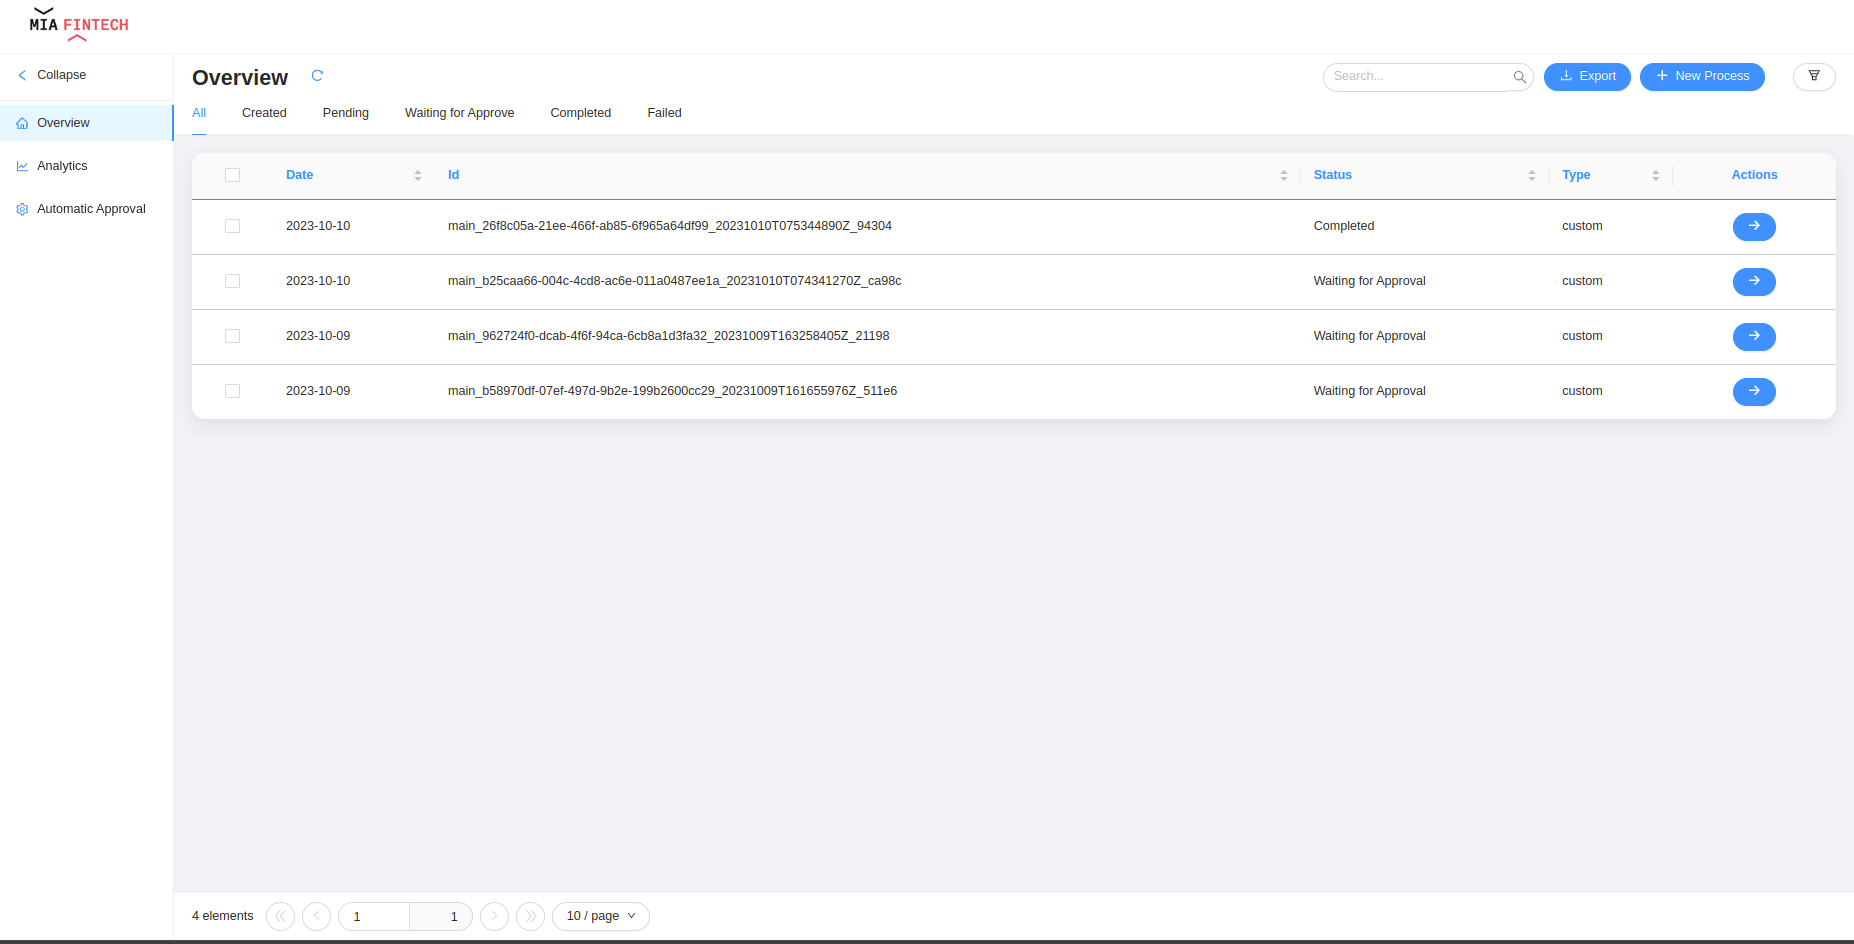 MIA FINTECH
Collapse
Overview
Analytics
Automatic Approval
Overview
Search...
Export
New Process
All Created Pending Waiting for Approve Completed Failed
Date Id Status Type Actions
2023-10-10 main_26f8c05a-21ee-466f-ab85-6f965a64df99_20231010T075344890Z_94304 Completed custom
2023-10-10 main_b25caa66-004c-4cd8-ac6e-011a0487ee1a_20231010T074341270Z_ca98c Waiting for Approval custom
2023-10-09 main_962724f0-dcab-4f6f-94ca-6cb8a1d3fa32_20231009T163258405Z_21198 Waiting for Approval custom
2023-10-09 main_b58970df-07ef-497d-9b2e-199b2600cc29_20231009T161655976Z_511e6 Waiting for Approval custom
4 elements 1 1 10 / page